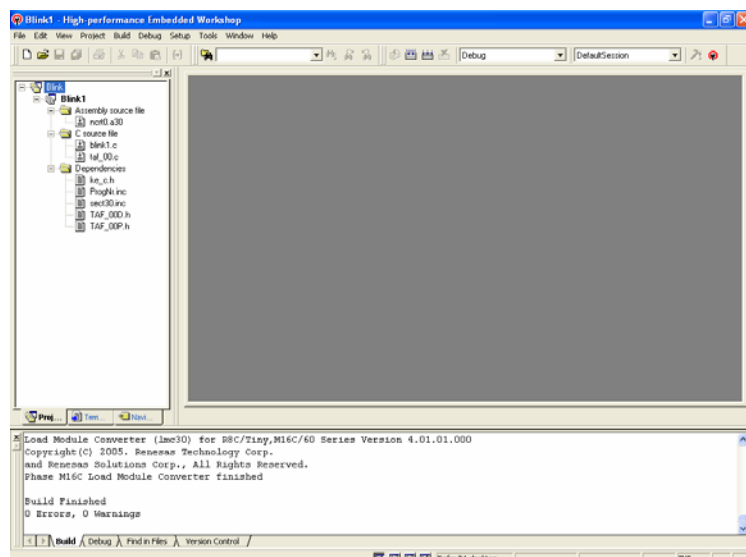 Blink1 - High-performance Embedded Workshop
File Edit View Project Build Debug Setup Tools Window Help
Debug
DefaultSession
Blink
Blink1
Assembly source file
ncrt0.a30
C source file
blink1.c
taf_00.c
Dependencies
ke_c.h
ProgNr.inc
sect30.inc
TAF_00D.h
TAF_00P.h
Proj... Tem... Navi...
Load Module Converter (lmc30) for R8C/Tiny,M16C/60 Series Version 4.01.01.000
Copyright(C) 2005. Renesas Technology Corp.
and Renesas Solutions Corp., All Rights Reserved.
Phase M16C Load Module Converter finished
Build Finished
0 Errors, 0 Warnings
Build Debug Find in Files Version Control